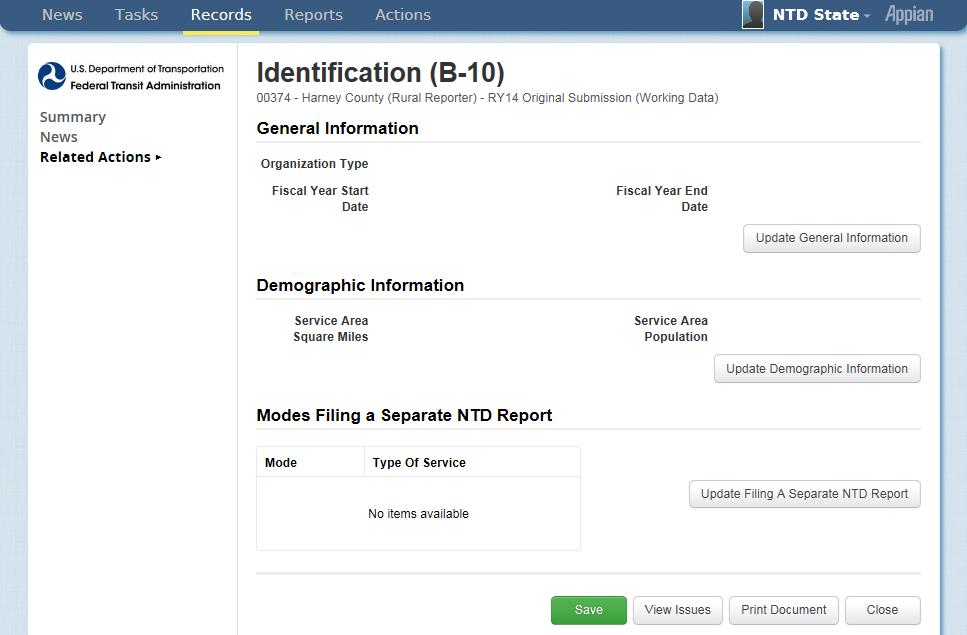 News Tasks Records Reports Actions NTD State Appian
U.S. Department of Transportation
Federal Transit Administration
Summary
News
Related Actions
Identification (B-10)
00374 - Harney County (Rural Reporter) - RY14 Original Submission (Working Data)
General Information
Organization Type
Fiscal Year Start Date
Fiscal Year End Date
Update General Information
Demographic Information
Service Area Square Miles
Service Area Population
Update Demographic Information
Modes Filing a Separate NTD Report
Mode Type Of Service
No items available
Update Filing A Separate NTD Report
Save View Issues Print Document Close